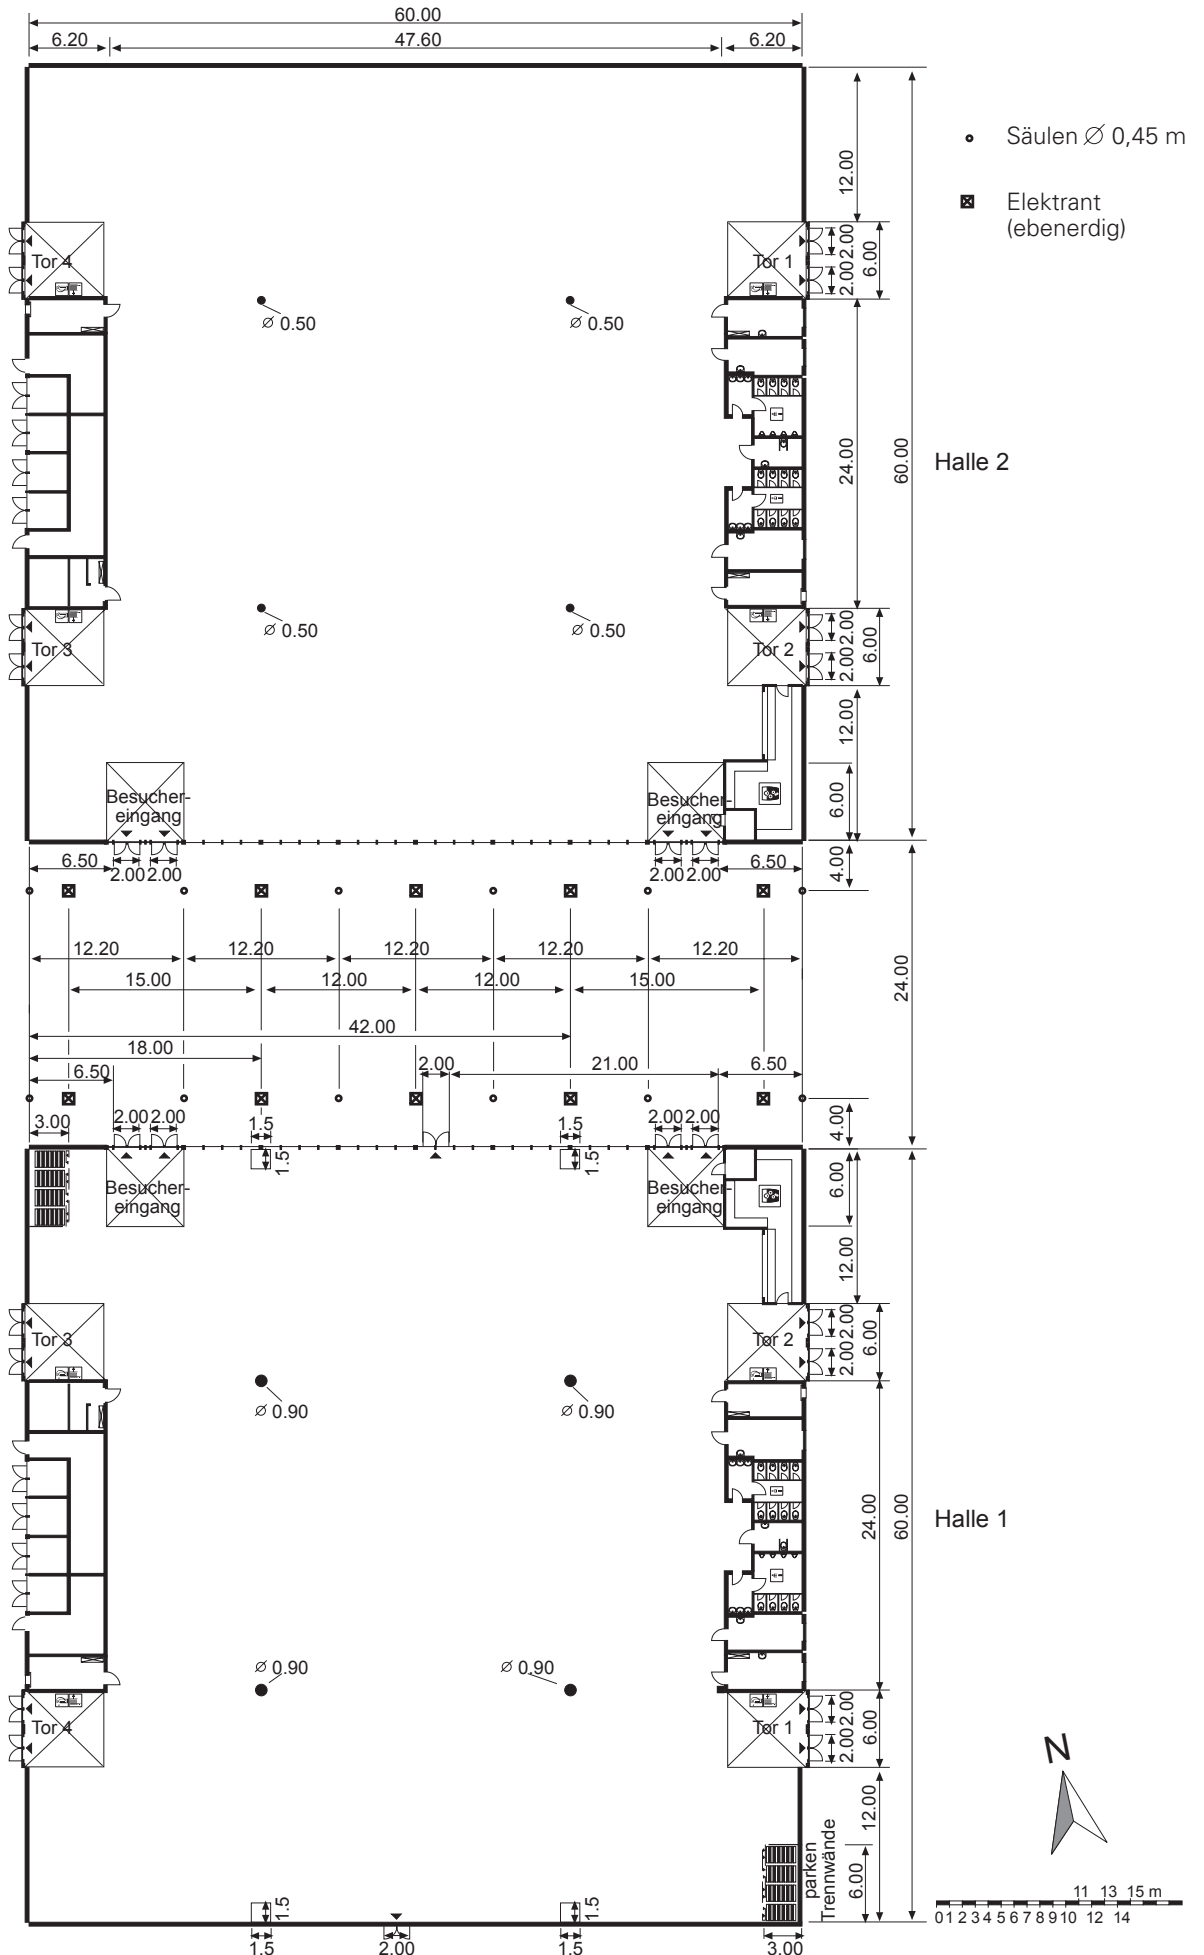 60.00
6.20
47.60
6.20
Säulen ∅ 0,45 m
12.00
Elektrant
(ebenerdig)
Tor 4
Tor 1
2.00
2.00
6.00
∅ 0.50
∅ 0.50
24.00
60.00
Halle 2
∅ 0.50
∅ 0.50
Tor 3
Tor 2
2.00
2.00
6.00
12.00
Besucher-
eingang
Besucher-
eingang
6.00
6.50
2.00
2.00
2.00
2.00
6.50
4.00
12.20
12.20
12.20
12.20
12.20
15.00
12.00
12.00
15.00
24.00
42.00
18.00
6.50
2.00
21.00
6.50
3.00
2.00
2.00
1.5
1.5
2.00
2.00
4.00
1.5
1.5
Besucher-
eingang
Besucher-
eingang
6.00
12.00
Tor 3
Tor 2
2.00
2.00
6.00
∅ 0.90
∅ 0.90
24.00
60.00
Halle 1
∅ 0.90
∅ 0.90
Tor 4
Tor 1
2.00
2.00
6.00
N
12.00
parken
Trennwände
6.00
1.5
1.5
11 13 15 m
0 1 2 3 4 5 6 7 8 9 10 12 14
1.5
2.00
1.5
3.00